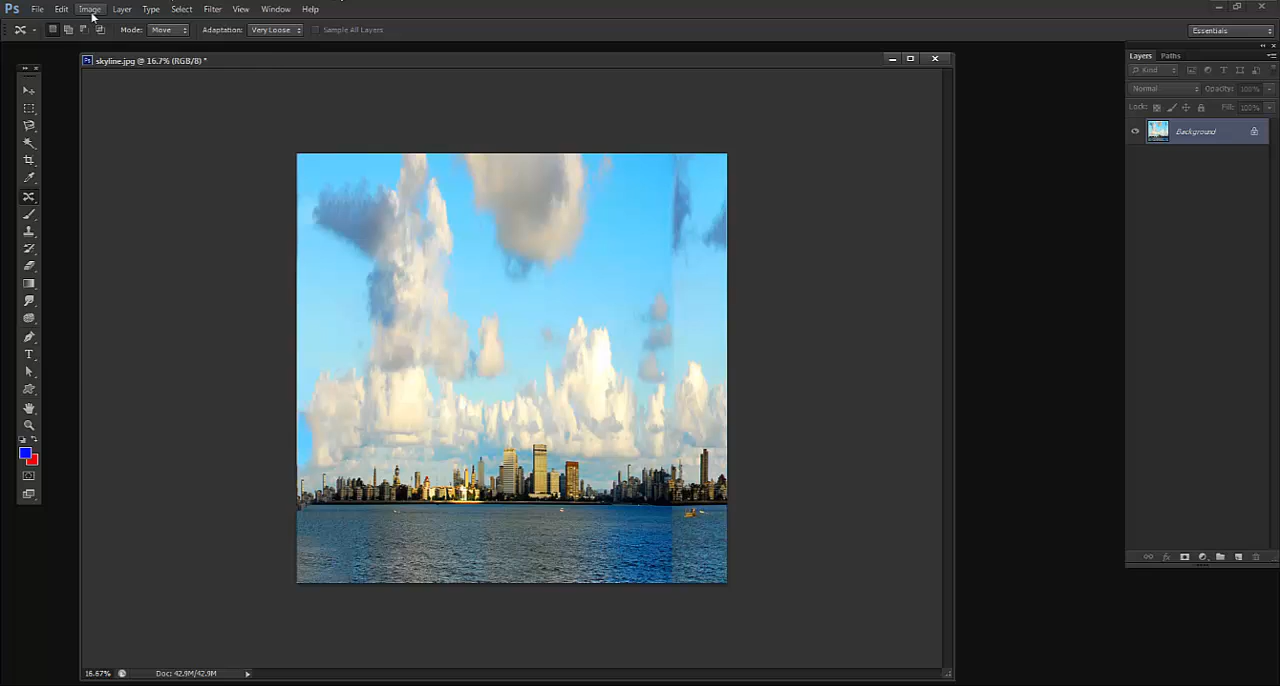 Ps File Edit Image Layer Type Select Filter View Window Help
Mode: Move Adaptation: Very Loose Sample All Layers Essentials
skyline.jpg @ 16.7% (RGB/8) *
Layers Paths
Kind
Normal Opacity: 100%
Lock: Fill: 100%
Background
T
16.67% Doc: 42.9M/42.9M